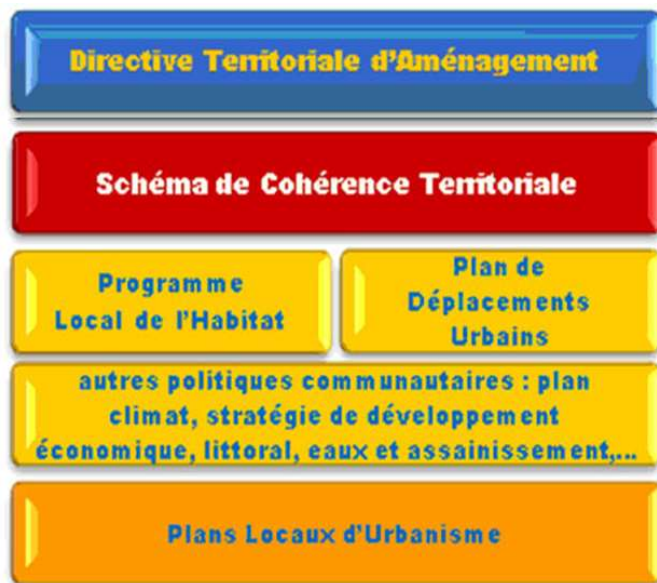 Directive Territoriale d'Aménagement
Schéma de Cohérence Territoriale
Programme
Local de l'Habitat
Plan de
Déplacements
Urbains
autres politiques communautaires : plan
climat, stratégie de développement
économique, littoral, eaux et assainissement,...
Plans Locaux d'Urbanisme